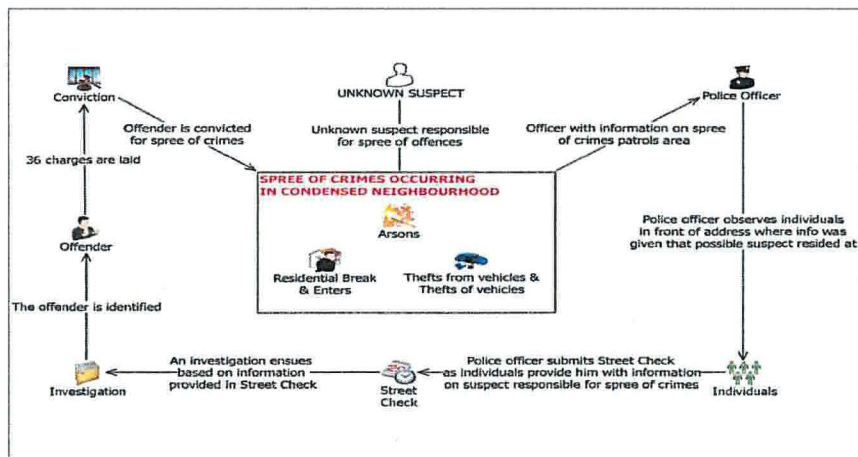 Conviction
UNKNOWN SUSPECT
Police Officer
Offender is convicted
for spree of crimes
Unknown suspect responsible
for spree of offences
Officer with information on spree
of crimes patrols area
36 charges are laid
SPREE OF CRIMES OCCURRING
IN CONDENSED NEIGHBOURHOOD
Arsons
Residential Break
& Enters
Thefts from vehicles &
Thefts of vehicles
Offender
Police officer observes individuals
in front of address where info was
given that possible suspect resided at
The offender is identified
An investigation ensues
based on information
provided in Street Check
Police officer submits Street Check
as individuals provide him with information
on suspect responsible for spree of crimes
Investigation
Street
Check
Individuals